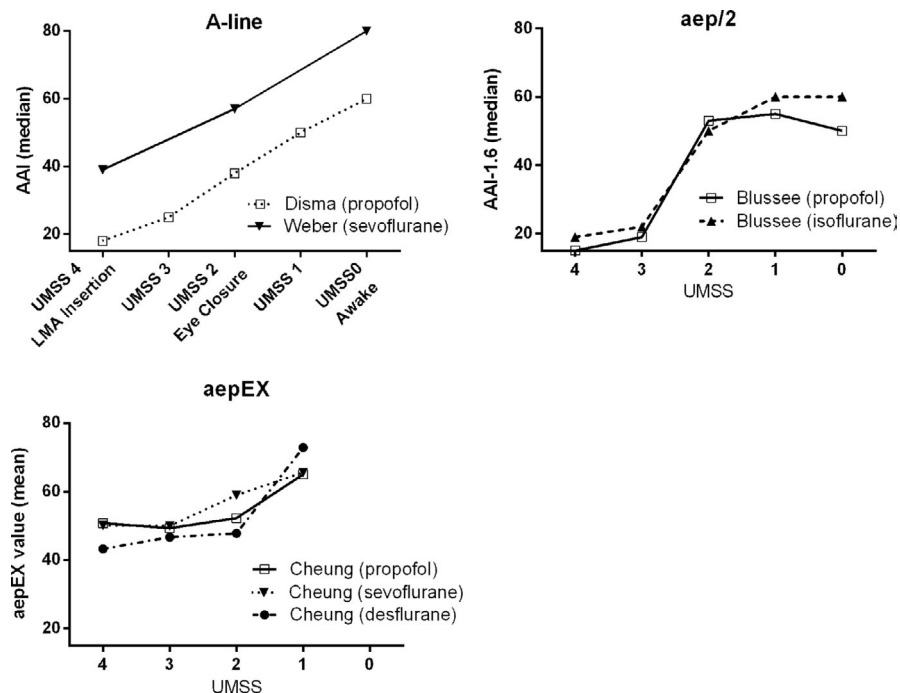 A-line
AAI (median)
80
60
40
20
Disma (propofol)
Weber (sevoflurane)
UMSS 4
LMA Insertion
UMSS 3
UMSS 2
Eye Closure
UMSS 1
UMSS0
Awake
aep/2
AAI-1.6 (median)
80
60
40
20
Blussee (propofol)
Blussee (isoflurane)
4 3 2 1 0
UMSS
aepEX
aepEX value (mean)
80
60
40
20
Cheung (propofol)
Cheung (sevoflurane)
Cheung (desflurane)
4 3 2 1 0
UMSS